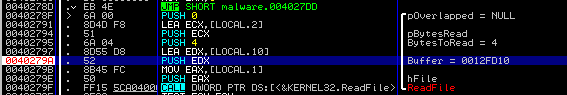 0040278D . EB 4E JMP SHORT malware.004027DD
0040278F > 6A 00 PUSH 0 pOverlapped = NULL
00402791 . 8D4D F8 LEA ECX,[LOCAL.2]
00402794 . 51 PUSH ECX pBytesRead
00402795 . 6A 04 PUSH 4 BytesToRead = 4
00402797 . 8D55 D8 LEA EDX,[LOCAL.10]
0040279A . 52 PUSH EDX Buffer = 0012FD10
0040279B . 8B45 FC MOV EAX,[LOCAL.1]
0040279E . 50 PUSH EAX hFile
0040279F . FF15 5CA0400 CALL DWORD PTR DS:[<&KERNEL32.ReadFile>] ReadFile